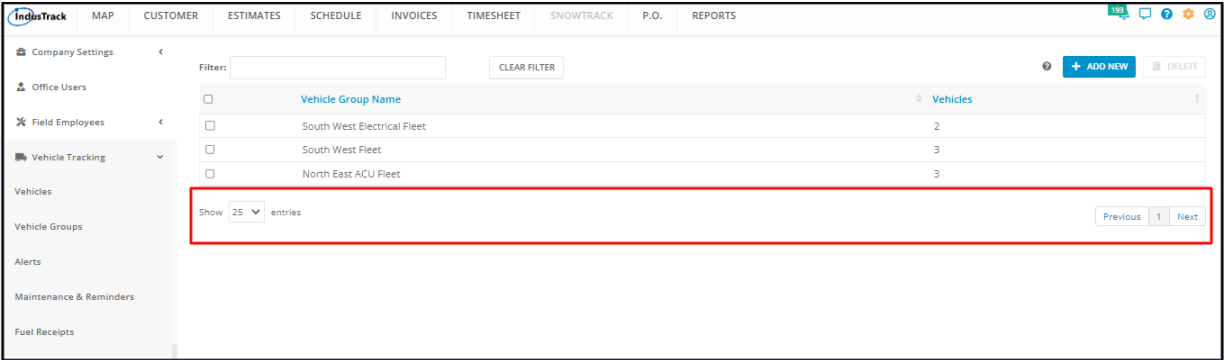 IndusTrack MAP CUSTOMER ESTIMATES SCHEDULE INVOICES TIMESHEET SNOWTRACK P.O. REPORTS 193
Company Settings
Office Users
Field Employees
Vehicle Tracking
Vehicles
Vehicle Groups
Alerts
Maintenance & Reminders
Fuel Receipts
Filter: CLEAR FILTER + ADD NEW DELETE
Vehicle Group Name Vehicles
South West Electrical Fleet 2
South West Fleet 3
North East ACU Fleet 3
Show 25 entries Previous 1 Next